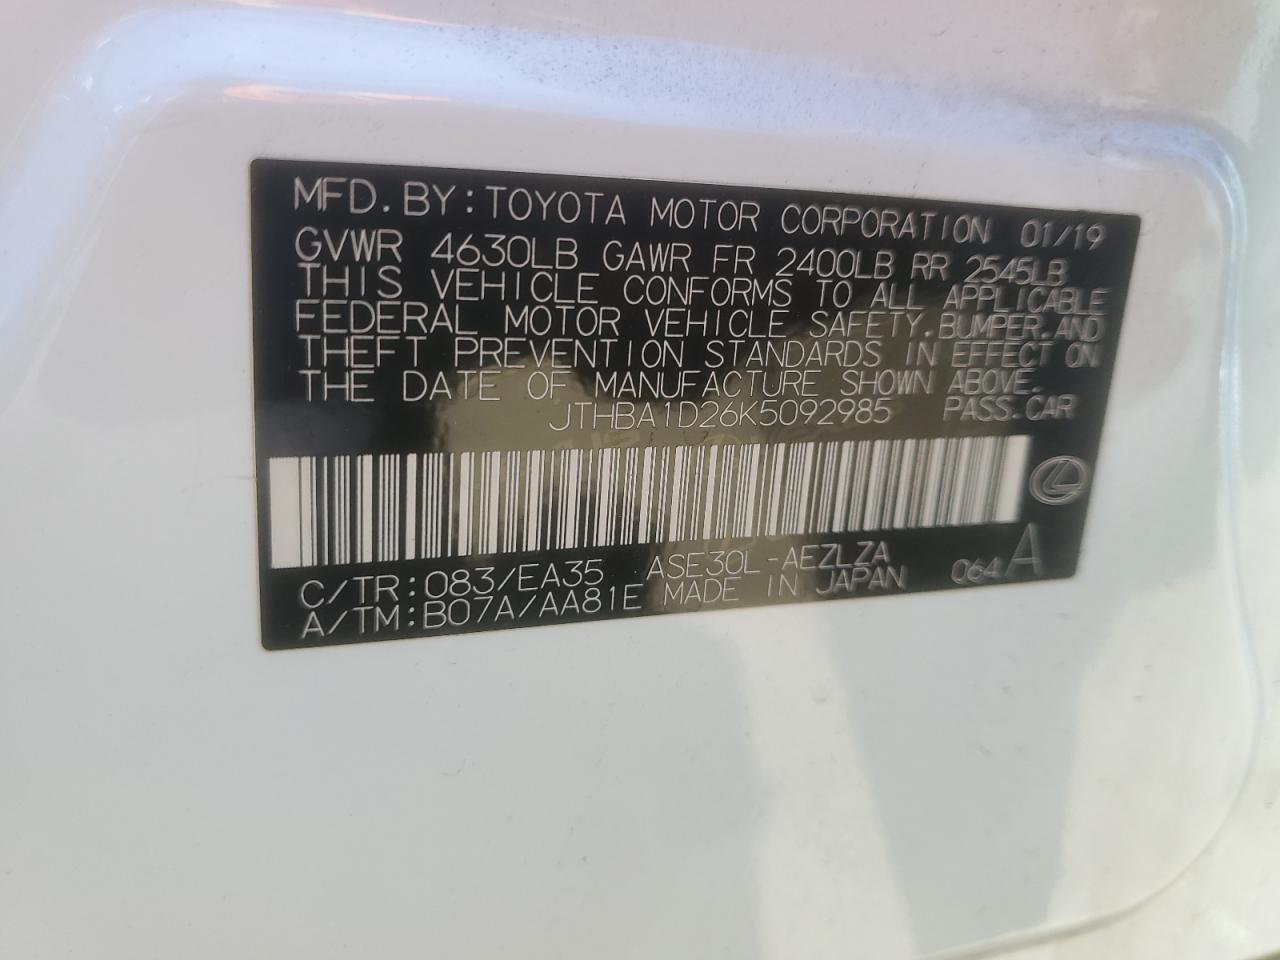 MFD. BY: TOYOTA MOTOR CORPORATION 01/19
GVWR 4630LB GAWR FR 2400LB RR 2545LB
THIS VEHICLE CONFORMS TO ALL APPLICABLE
FEDERAL MOTOR VEHICLE SAFETY, BUMPER, AND
THEFT PREVENTION STANDARDS IN EFFECT ON
THE DATE OF MANUFACTURE SHOWN ABOVE.
JTHBA1D26K5092985 PASS. CAR
C/TR: 083/EA35 ASE30L-AEZLZA 064 A
A/TM: B07A/AA81E MADE IN JAPAN